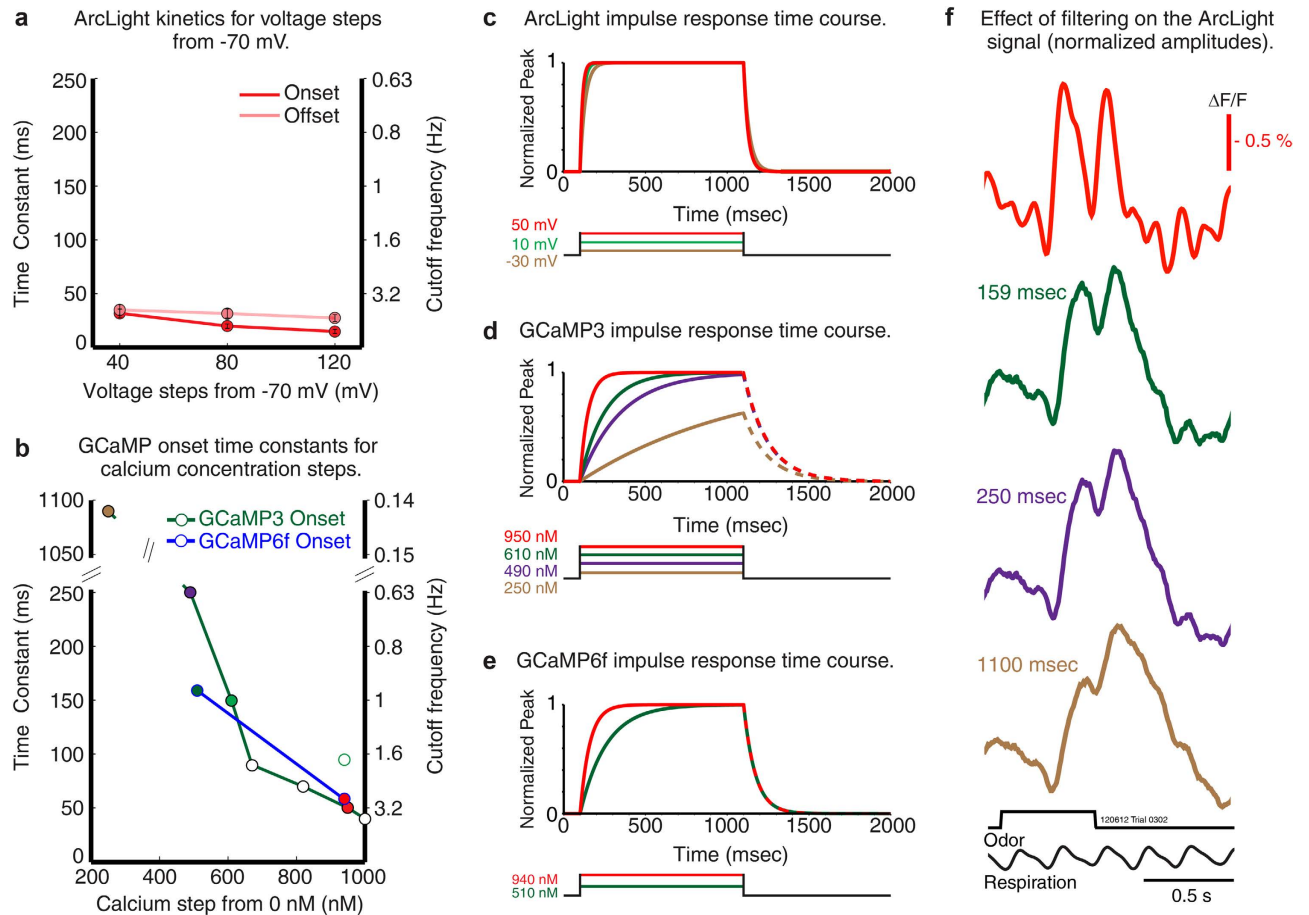 a ArcLight kinetics for voltage steps
from -70 mV.
250
200
150
100
50
0
Time Constant (ms)
0.63
0.8
1
1.6
3.2
Cutoff frequency (Hz)
Onset
Offset
40 80 120
Voltage steps from -70 mV (mV)
b GCaMP onset time constants for
calcium concentration steps.
1100
1050
250
200
150
100
50
0
Time Constant (ms)
0.14
0.15
0.63
0.8
1
1.6
3.2
Cutoff frequency (Hz)
GCaMP3 Onset
GCaMP6f Onset
200 400 600 800 1000
Calcium step from 0 nM (nM)
c ArcLight impulse response time course.
Normalized Peak
1
0
0 500 1000 1500 2000
Time (msec)
50 mV
10 mV
-30 mV
d GCaMP3 impulse response time course.
Normalized Peak
1
0
0 500 1000 1500 2000
Time (msec)
950 nM
610 nM
490 nM
250 nM
e GCaMP6f impulse response time course.
Normalized Peak
1
0
0 500 1000 1500 2000
Time (msec)
940 nM
510 nM
f Effect of filtering on the ArcLight
signal (normalized amplitudes).
ΔF/F
- 0.5 %
159 msec
250 msec
1100 msec
120612 Trial 0302
Odor
Respiration
0.5 s